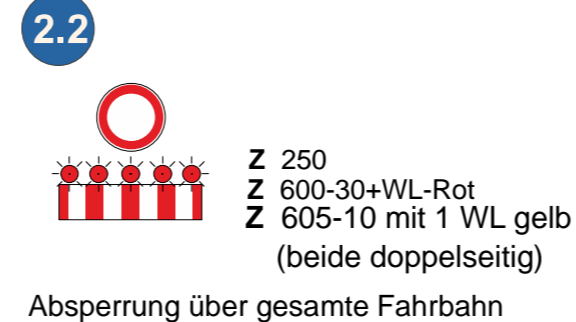 2.2
Z 250
Z 600-30+WL-Rot
Z 605-10 mit 1 WL gelb
(beide doppelseitig)
Absperrung über gesamte Fahrbahn